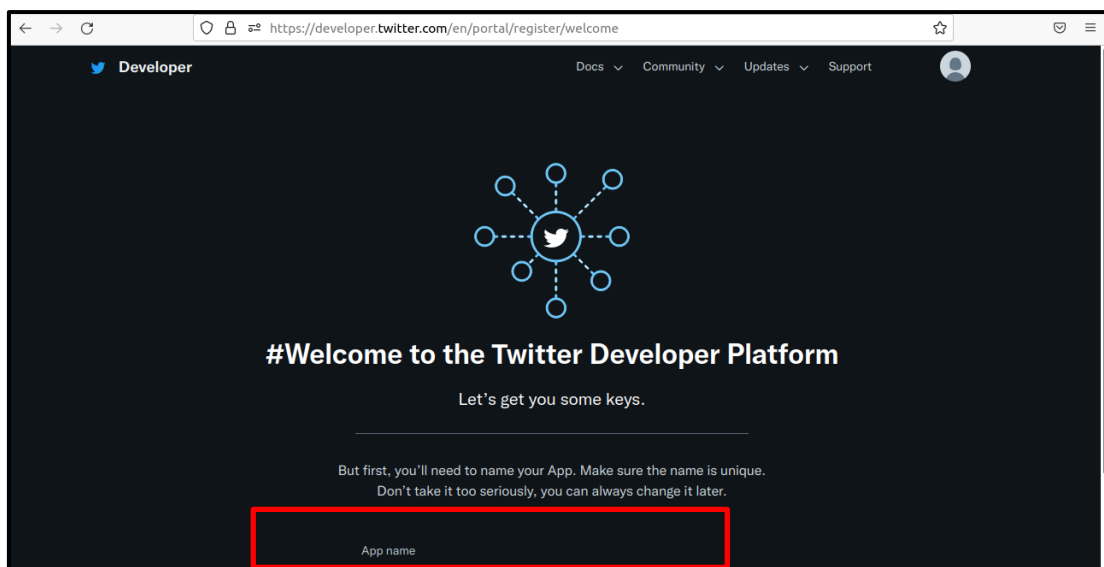 https://developer.twitter.com/en/portal/register/welcome
Developer
Docs Community Updates Support
#Welcome to the Twitter Developer Platform
Let's get you some keys.
But first, you'll need to name your App. Make sure the name is unique.
Don't take it too seriously, you can always change it later.
App name